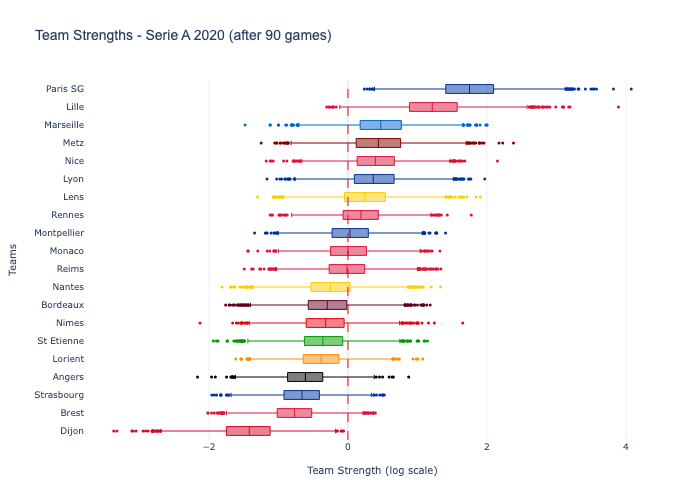 Team Strengths - Serie A 2020 (after 90 games)
Paris SG
Lille
Marseille
Metz
Nice
Lyon
Lens
Rennes
Montpellier
Monaco
Reims
Nantes
Bordeaux
Nimes
St Etienne
Lorient
Angers
Strasbourg
Brest
Dijon
Teams
−2 0 2 4
Team Strength (log scale)